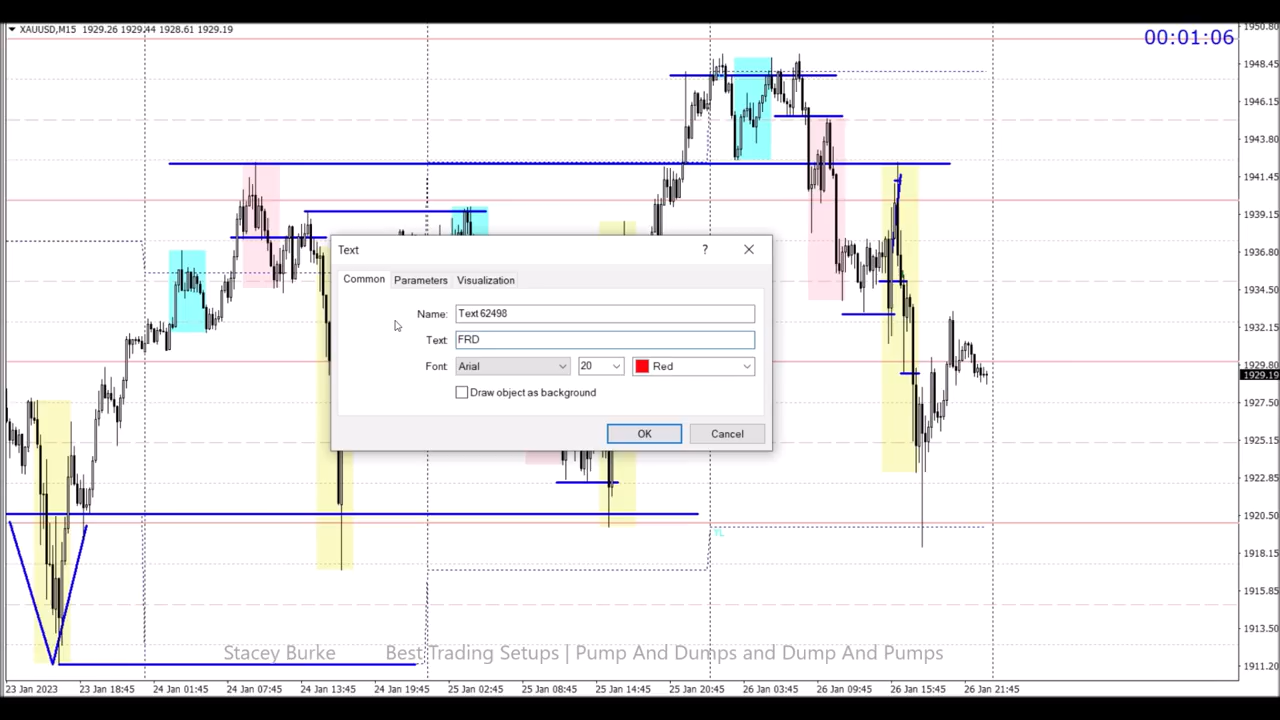 XAUUSD,M15 1929.26 1929.44 1928.61 1929.19
00:01:06
1950.80
1948.45
1946.15
1943.80
1941.45
1939.15
1936.80
1934.50
1932.15
1929.80
1929.19
1927.50
1925.15
1922.85
1920.50
1918.15
1915.85
1913.50
1911.20
Text
?
Common
Parameters
Visualization
Name:
Text62498
Text:
FRD
Font:
Arial
20
Red
Draw object as background
OK
Cancel
YL
Stacey Burke Best Trading Setups | Pump And Dumps and Dump And Pumps
23 Jan 2023
23 Jan 18:45
24 Jan 01:45
24 Jan 07:45
24 Jan 13:45
24 Jan 19:45
25 Jan 02:45
25 Jan 08:45
25 Jan 14:45
25 Jan 20:45
26 Jan 03:45
26 Jan 09:45
26 Jan 15:45
26 Jan 21:45